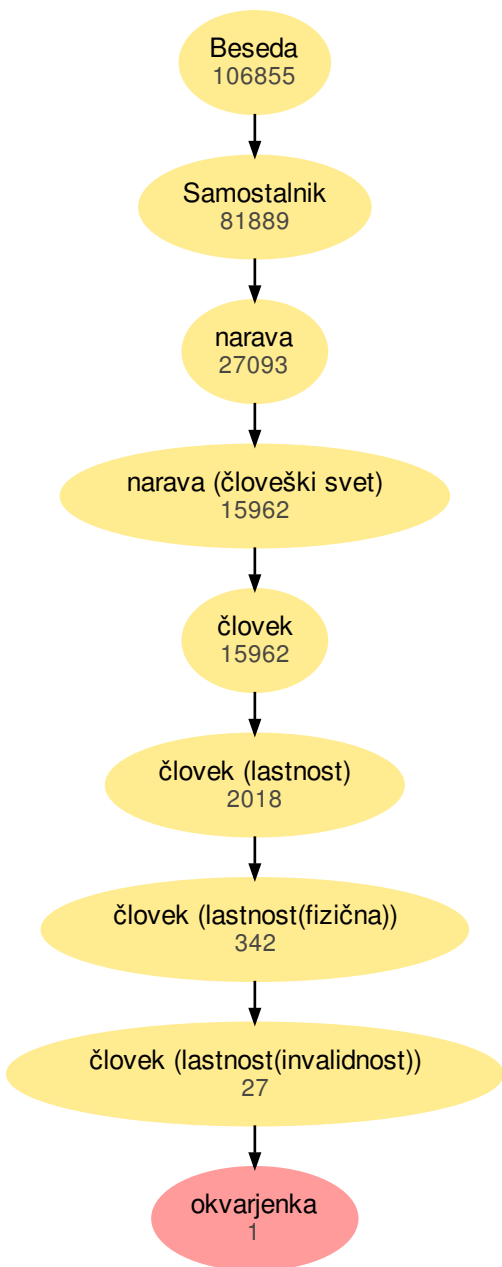 Beseda
106855
Samostalnik
81889
narava
27093
narava (človeški svet)
15962
človek
15962
človek (lastnost)
2018
človek (lastnost(fizična))
342
človek (lastnost(invalidnost))
27
okvarjenka
1